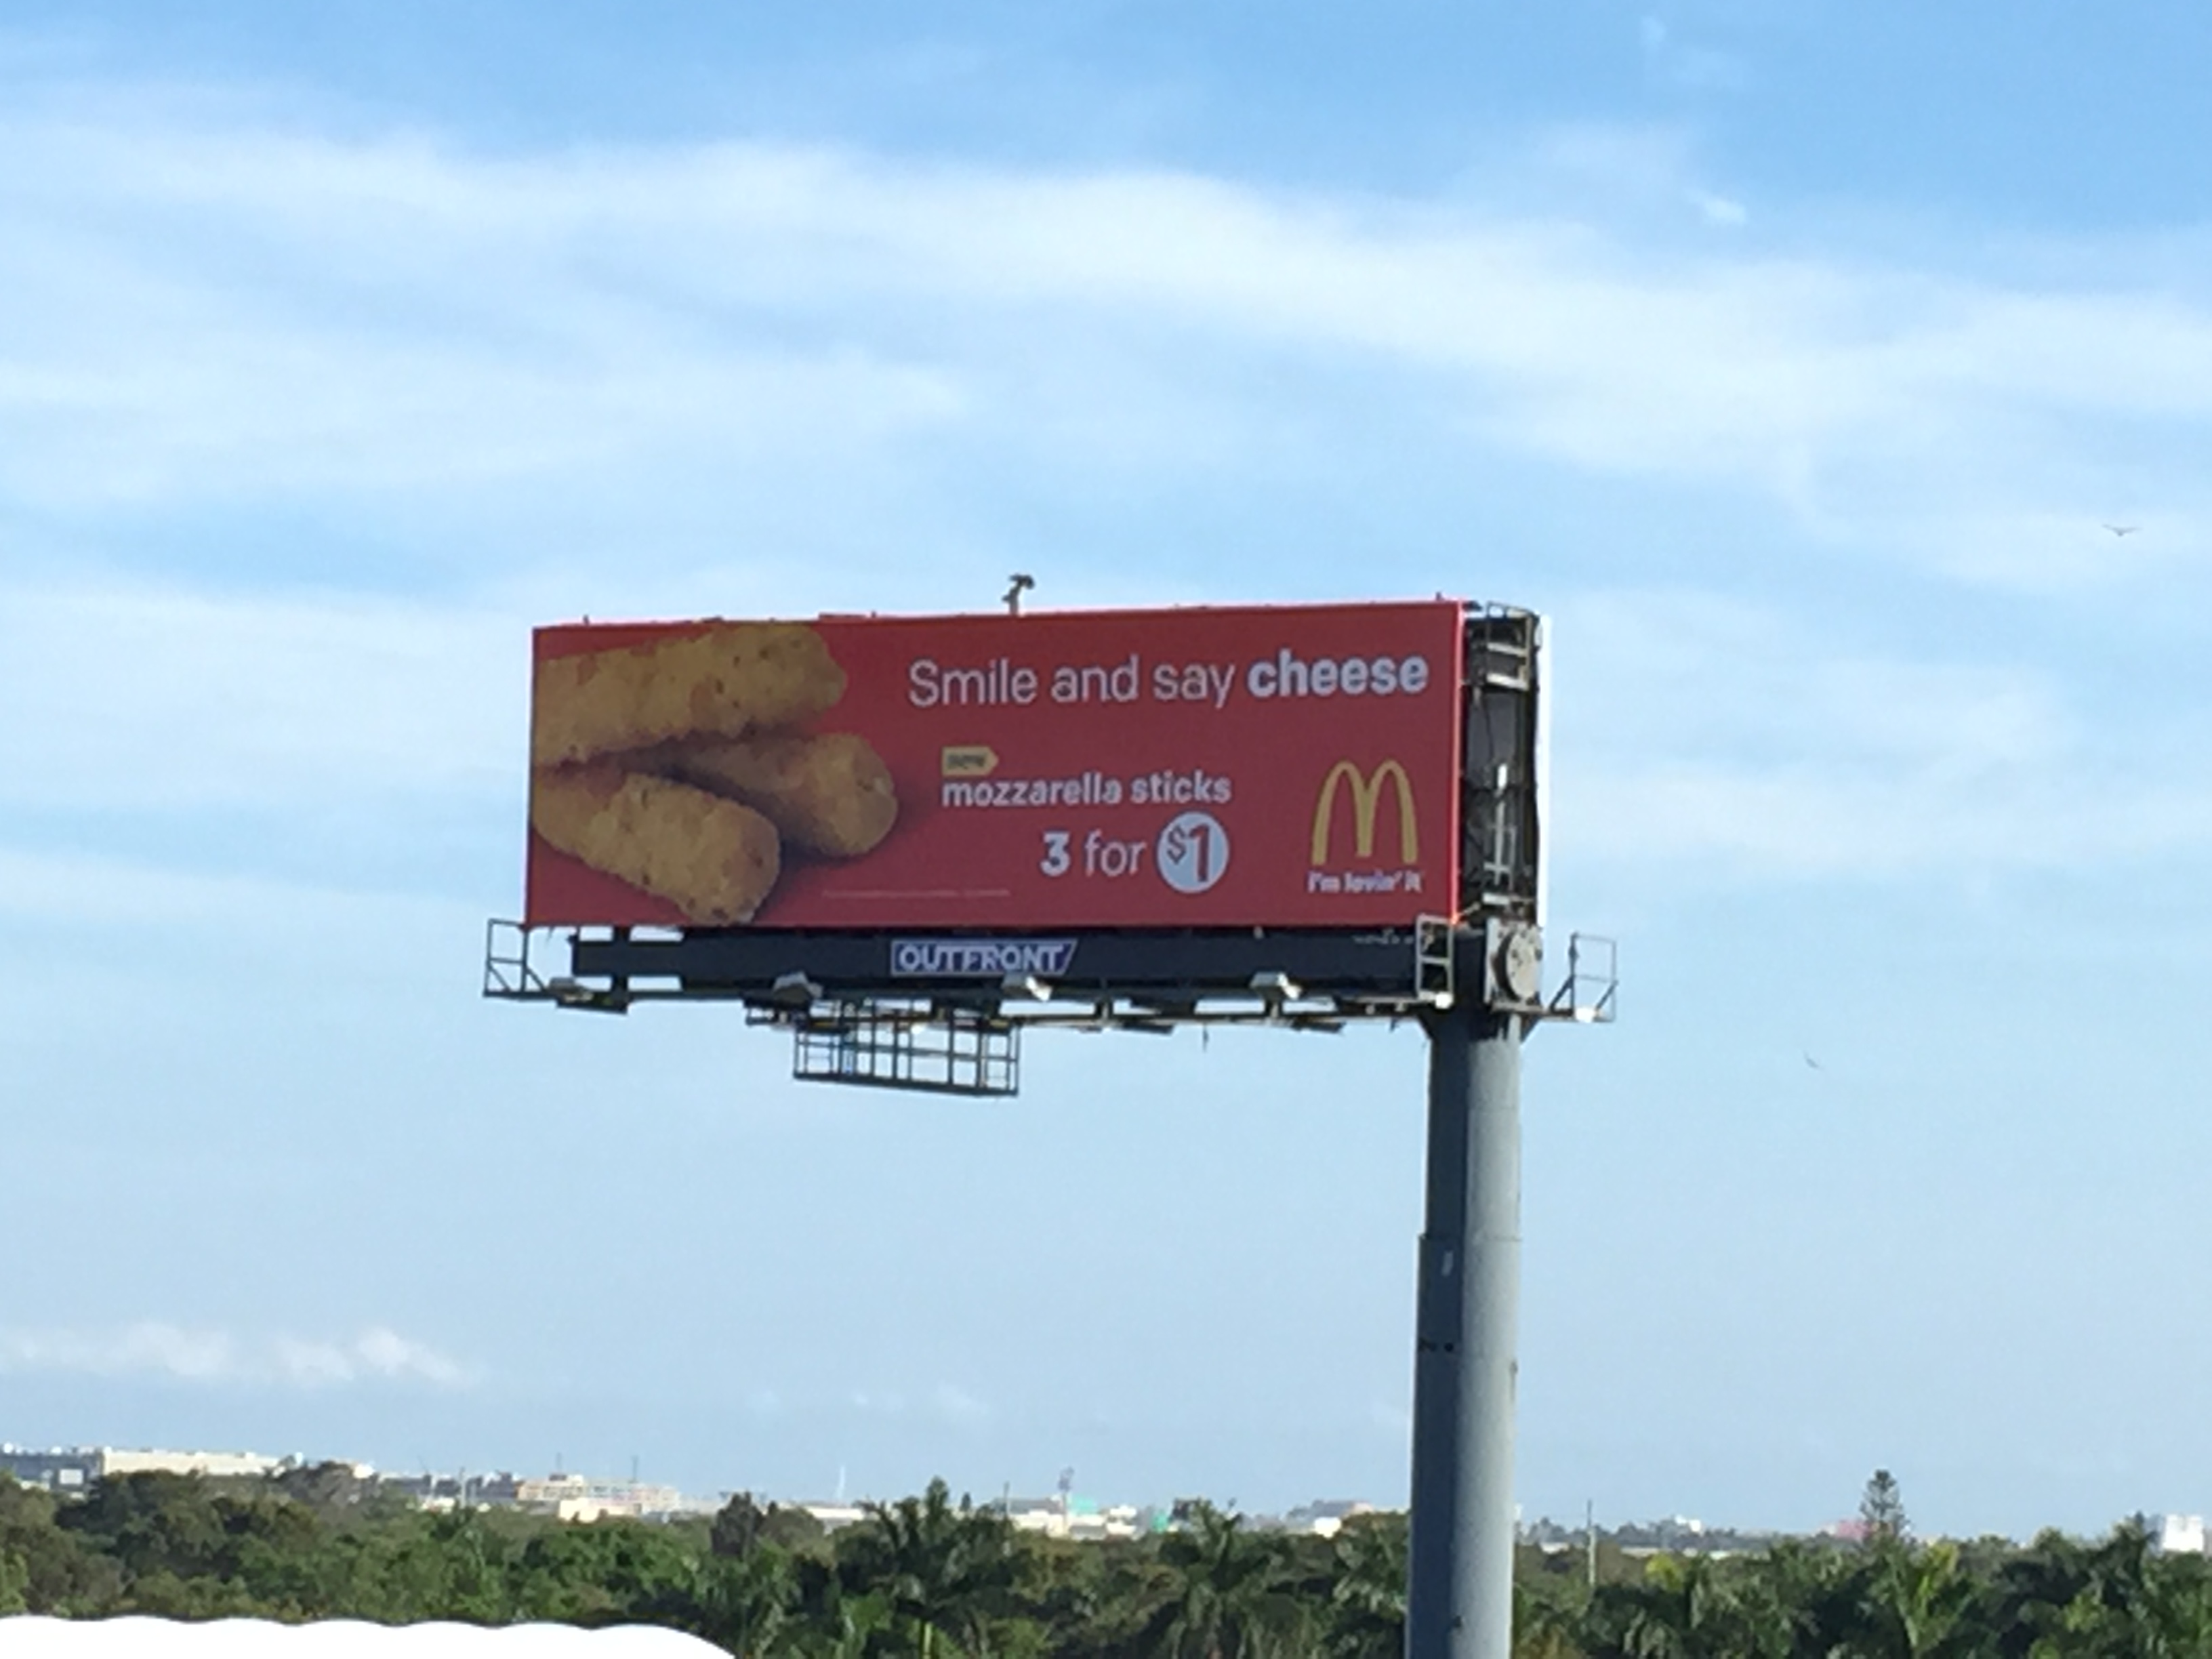 Smile and say cheese
new
mozzarella sticks
3 for $1
i'm lovin' it
OUTFRONT